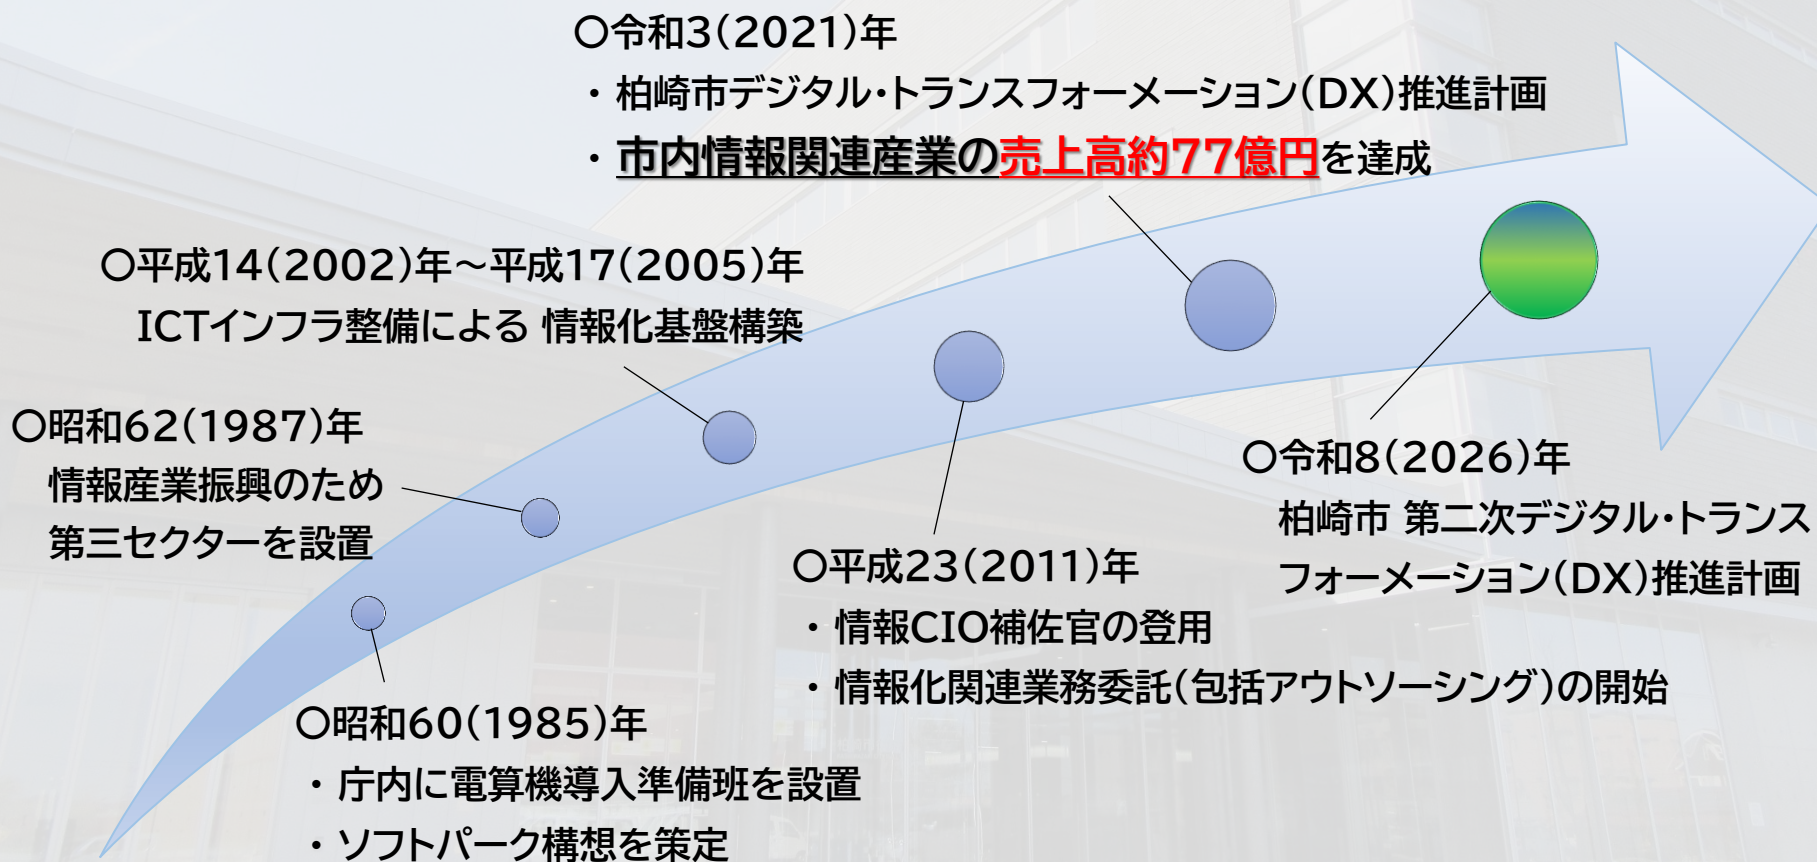 〇令和3(2021)年
・ 柏崎市デジタル・トランスフォーメーション(DX)推進計画
・ 市内情報関連産業の売上高約77億円を達成
〇平成14(2002)年～平成17(2005)年
ICTインフラ整備による 情報化基盤構築
〇昭和62(1987)年
情報産業振興のため
第三セクターを設置
〇令和8(2026)年
柏崎市 第二次デジタル・トランス
フォーメーション(DX)推進計画
〇平成23(2011)年
・ 情報CIO補佐官の登用
・ 情報化関連業務委託(包括アウトソーシング)の開始
〇昭和60(1985)年
・ 庁内に電算機導入準備班を設置
・ ソフトパーク構想を策定